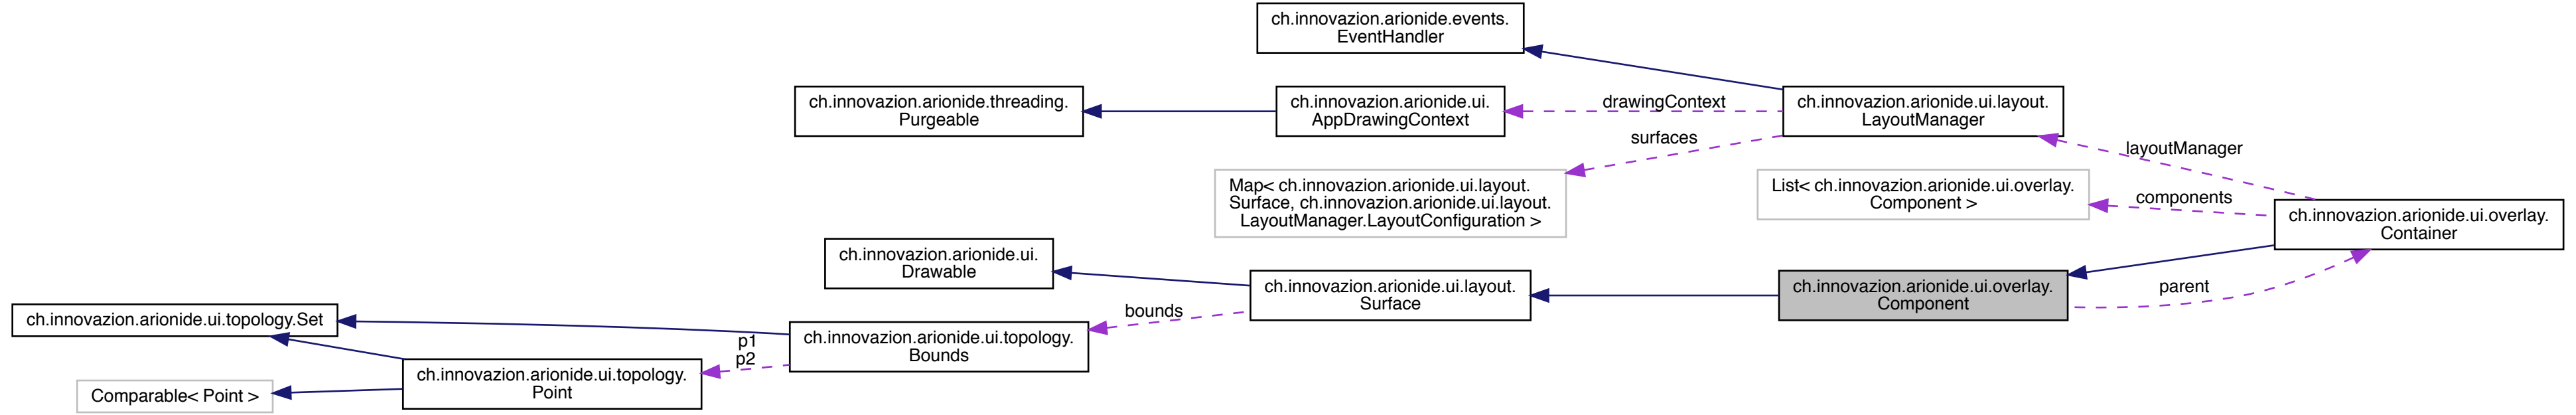 ch.innovazion.arionide.events.
EventHandler
ch.innovazion.arionide.threading.
Purgeable
ch.innovazion.arionide.ui.
AppDrawingContext
drawingContext
ch.innovazion.arionide.ui.layout.
LayoutManager
surfaces
layoutManager
Map< ch.innovazion.arionide.ui.layout.
Surface, ch.innovazion.arionide.ui.layout.
LayoutManager.LayoutConfiguration >
List< ch.innovazion.arionide.ui.overlay.
Component >
components
ch.innovazion.arionide.ui.overlay.
Container
ch.innovazion.arionide.ui.
Drawable
ch.innovazion.arionide.ui.layout.
Surface
ch.innovazion.arionide.ui.overlay.
Component
parent
bounds
ch.innovazion.arionide.ui.topology.Set
ch.innovazion.arionide.ui.topology.
Bounds
p1
p2
ch.innovazion.arionide.ui.topology.
Point
Comparable< Point >